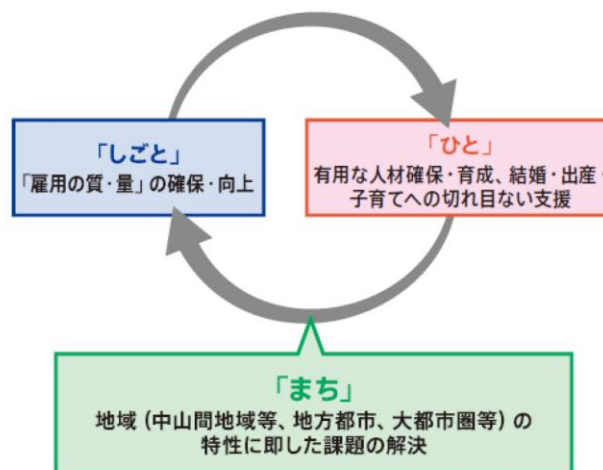 「しごと」
「雇用の質・量」の確保・向上
「ひと」
有用な人材確保・育成、結婚・出産・
子育てへの切れ目ない支援
「まち」
地域(中山間地域等、地方都市、大都市圏等)の
特性に即した課題の解決